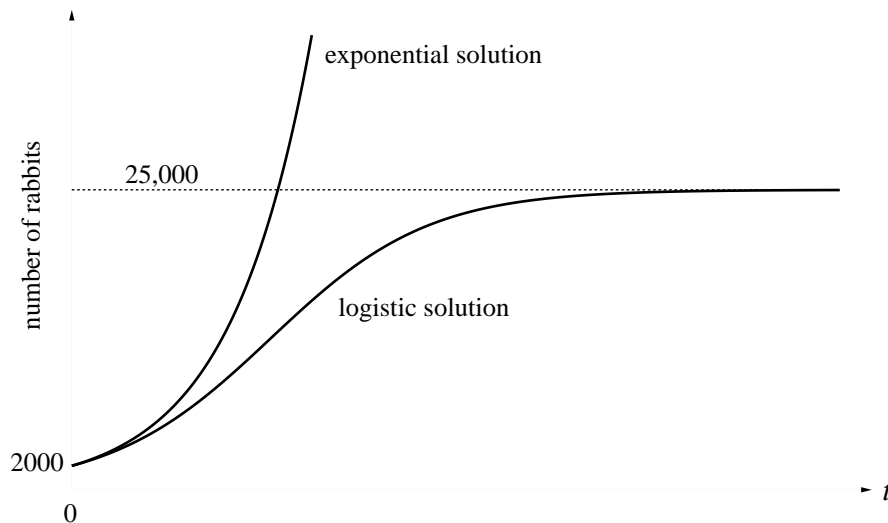 exponential solution
25,000
number of rabbits
logistic solution
2000
0
t